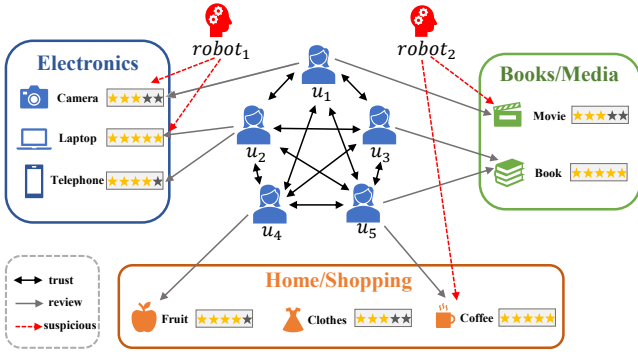 robot₁
robot₂
Electronics
Camera
Laptop
Telephone
u₁
u₂
u₃
u₄
u₅
Books/Media
Movie
Book
trust
review
suspicious
Home/Shopping
Fruit
Clothes
Coffee